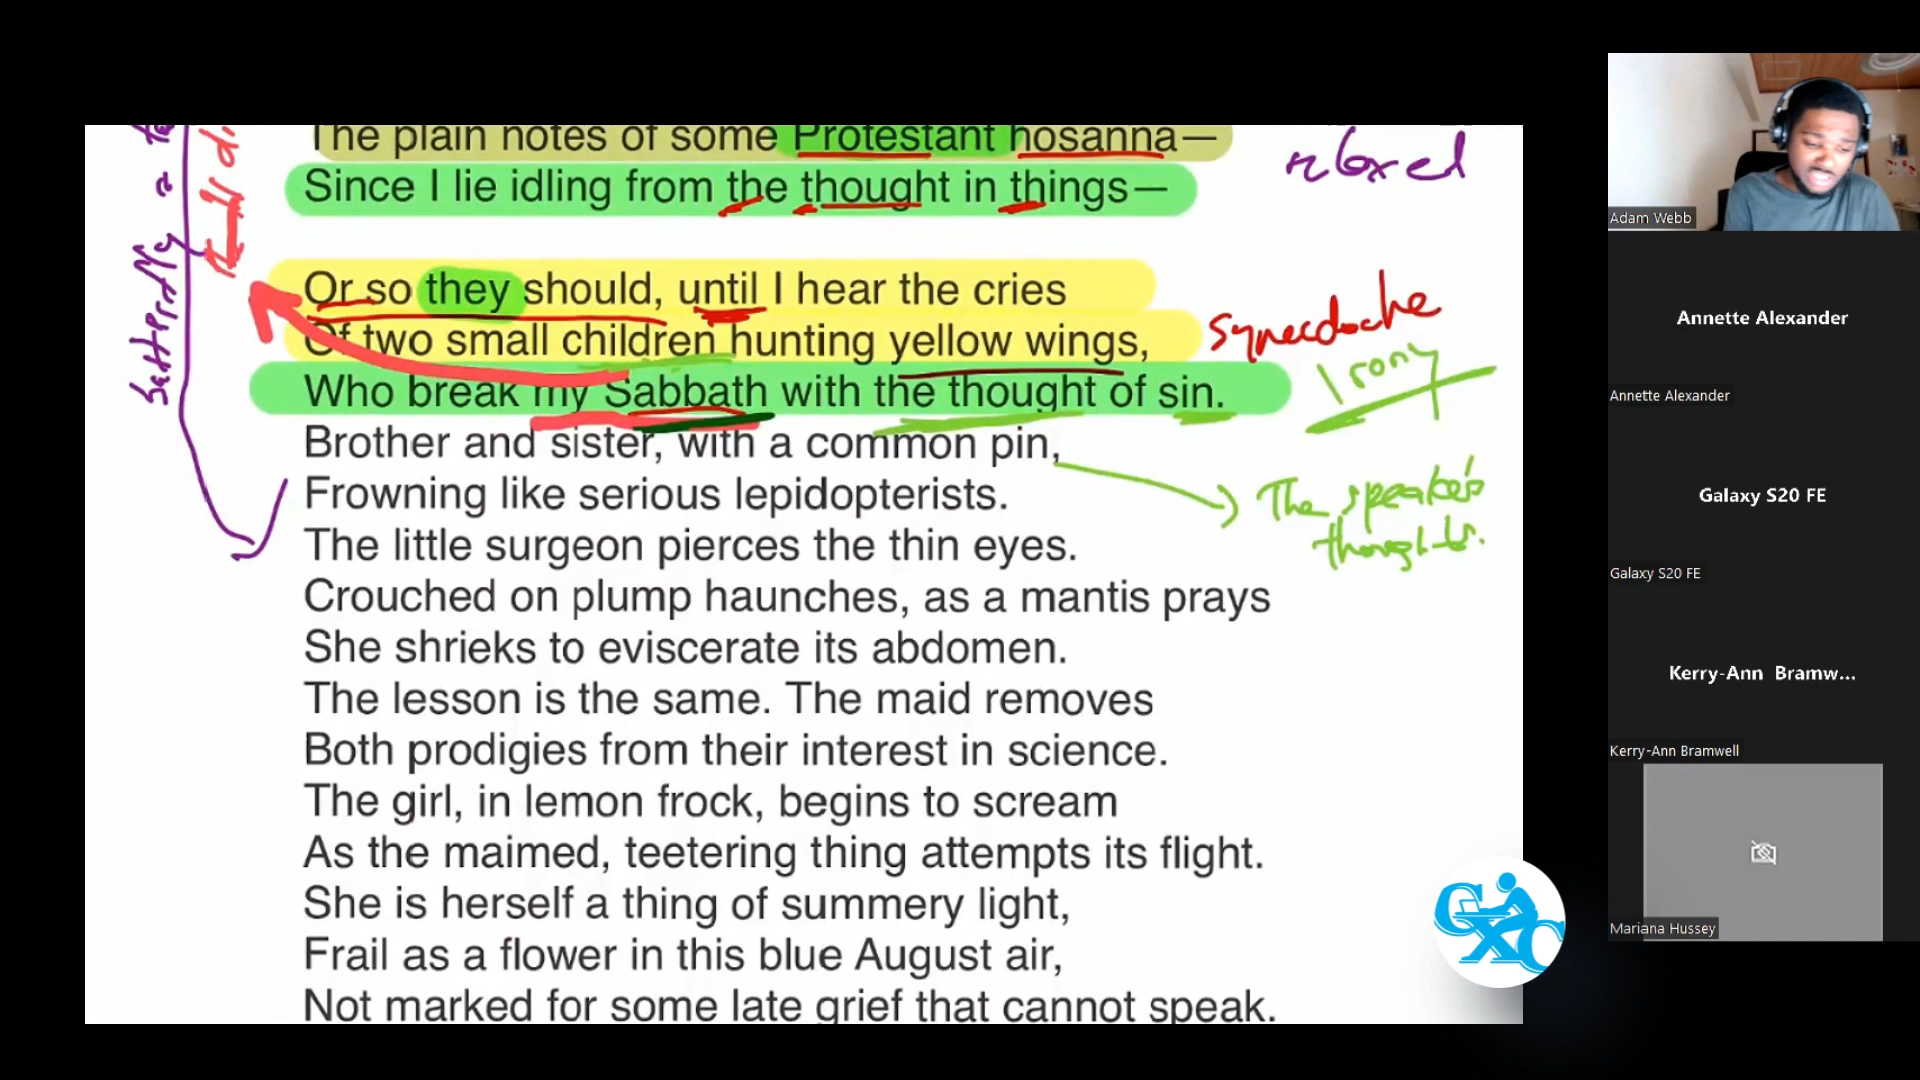 The plain notes of some Protestant hosanna—
Since I lie idling from the thought in things—
Or so they should, until I hear the cries
Of two small children hunting yellow wings,
Who break my Sabbath with the thought of sin.
Brother and sister, with a common pin,
Frowning like serious lepidopterists.
The little surgeon pierces the thin eyes.
Crouched on plump haunches, as a mantis prays
She shrieks to eviscerate its abdomen.
The lesson is the same. The maid removes
Both prodigies from their interest in science.
The girl, in lemon frock, begins to scream
As the maimed, teetering thing attempts its flight.
She is herself a thing of summery light,
Frail as a flower in this blue August air,
Not marked for some late grief that cannot speak.
synecdoche
Irony
The speaker's
thoughts.
CXC
Adam Webb
Annette Alexander
Annette Alexander
Galaxy S20 FE
Galaxy S20 FE
Kerry-Ann Bramw...
Kerry-Ann Bramwell
Mariana Hussey